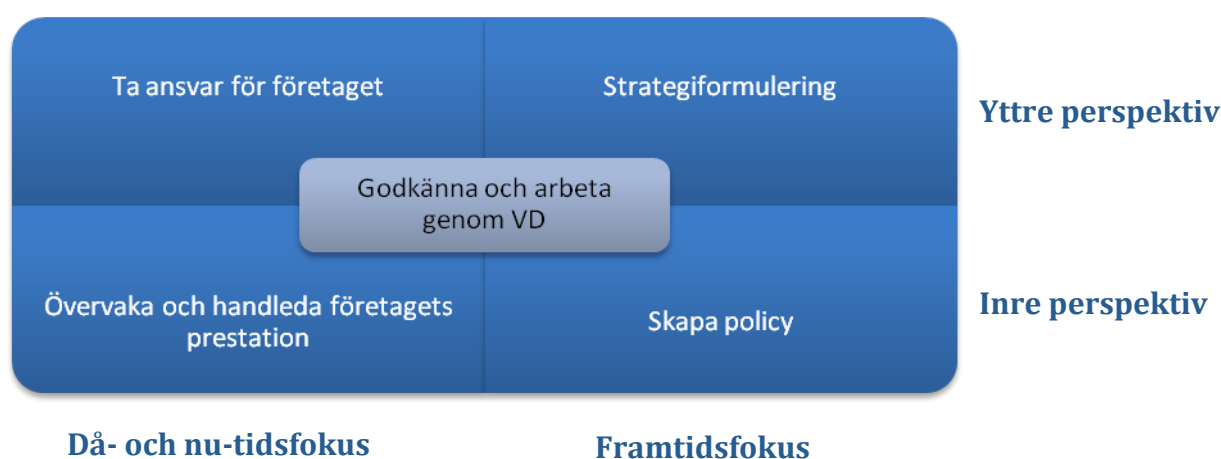 Ta ansvar för företaget
Strategiformulering
Yttre perspektiv
Godkänna och arbeta
genom VD
Övervaka och handleda företagets
prestation
Skapa policy
Inre perspektiv
Då- och nu-tidsfokus
Framtidsfokus